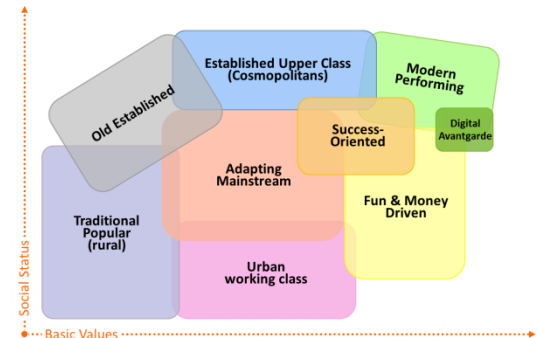 Established Upper Class
(Cosmopolitans)
Modern
Performing
Old Established
Success-
Oriented
Digital
Avantgarde
Adapting
Mainstream
Fun & Money
Driven
Traditional
Popular
(rural)
Urban
working class
Social Status
Basic Values